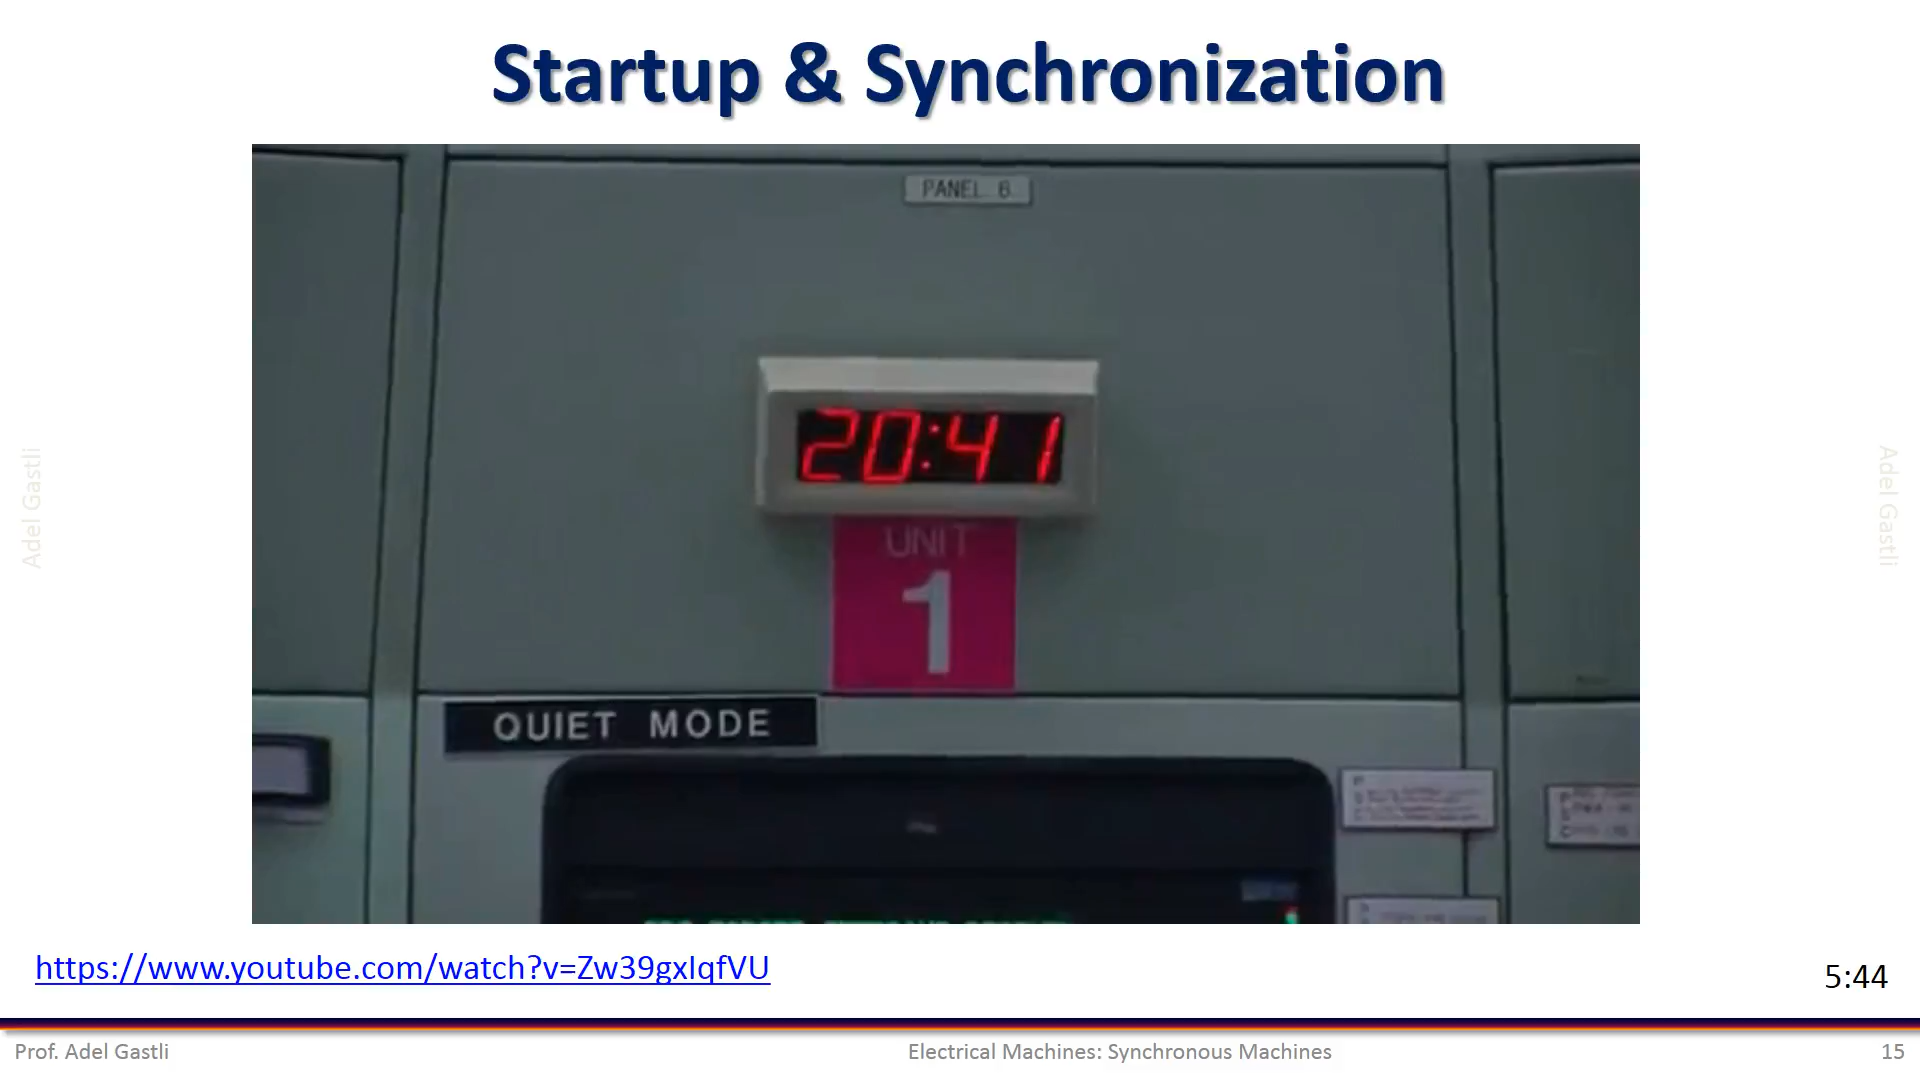 Startup & Synchronization
PANEL 6
20:41
UNIT
1
QUIET MODE
Adel Gastli
Adel Gastli
https://www.youtube.com/watch?v=Zw39gxIqfVU
5:44
Prof. Adel Gastli
Electrical Machines: Synchronous Machines
15